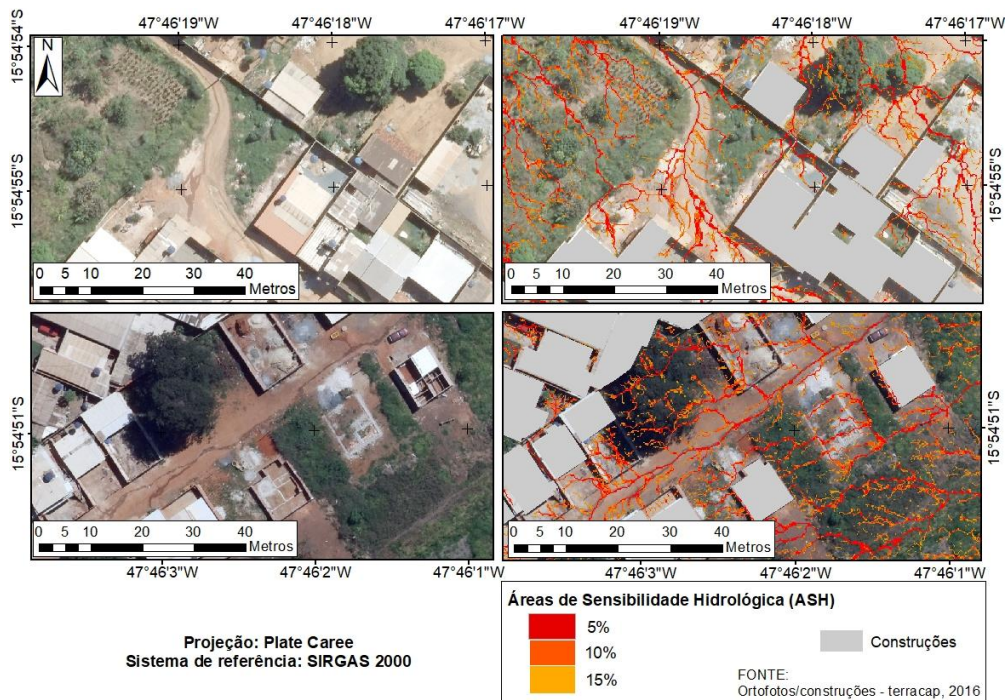 47°46'19"W 47°46'18"W 47°46'17"W 47°46'19"W 47°46'18"W 47°46'17"W
15°54'54"S
N
15°54'54"S
15°54'55"S
15°54'55"S
0 5 10 20 30 40
Metros
0 5 10 20 30 40
Metros
15°54'51"S
15°54'51"S
0 5 10 20 30 40
Metros
0 5 10 20 30 40
Metros
47°46'3"W 47°46'2"W 47°46'1"W 47°46'3"W 47°46'2"W 47°46'1"W
Projeção: Plate Caree
Sistema de referência: SIRGAS 2000
Áreas de Sensibilidade Hidrológica (ASH)
5%
10%
15%
Construções
FONTE:
Ortofotos/construções - terracap, 2016